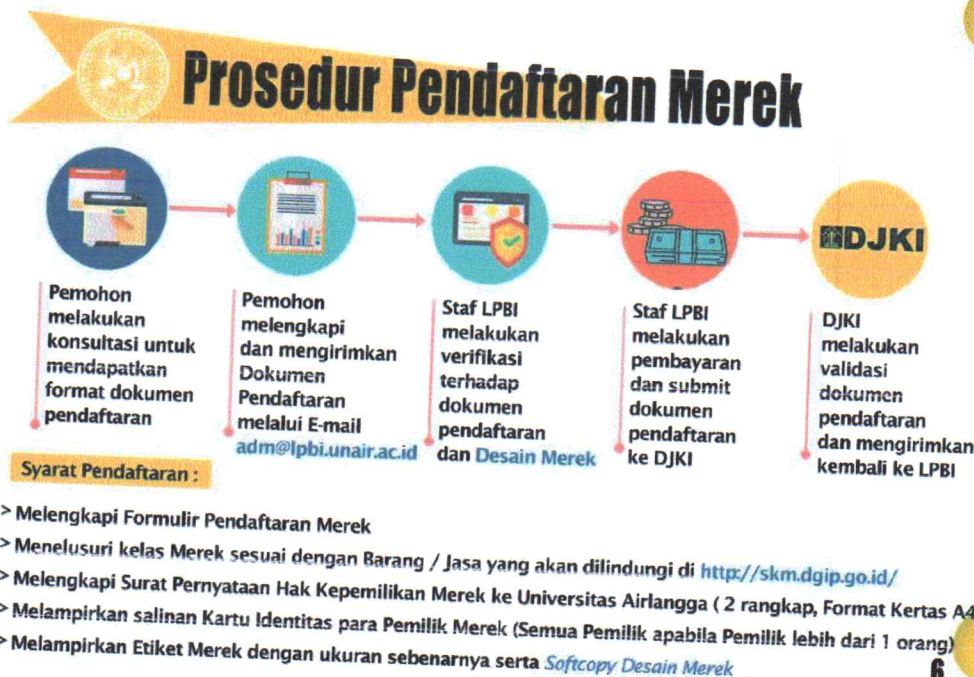 Prosedur Pendaftaran Merek
DJKI
Pemohon
melakukan
konsultasi untuk
mendapatkan
format dokumen
pendaftaran
Pemohon
melengkapi
dan mengirimkan
Dokumen
Pendaftaran
melalui E-mail
adm@lpbi.unair.ac.id
Staf LPBI
melakukan
verifikasi
terhadap
dokumen
pendaftaran
dan Desain Merek
Staf LPBI
melakukan
pembayaran
dan submit
dokumen
pendaftaran
ke DJKI
DJKI
melakukan
validasi
dokumen
pendaftaran
dan mengirimkan
kembali ke LPBI
Syarat Pendaftaran :
> Melengkapi Formulir Pendaftaran Merek
> Menelusuri kelas Merek sesuai dengan Barang / Jasa yang akan dilindungi di http://skm.dgip.go.id/
> Melengkapi Surat Pernyataan Hak Kepemilikan Merek ke Universitas Airlangga ( 2 rangkap, Format Kertas A4
> Melampirkan salinan Kartu Identitas para Pemilik Merek (Semua Pemilik apabila Pemilik lebih dari 1 orang)
> Melampirkan Etiket Merek dengan ukuran sebenarnya serta Softcopy Desain Merek
6